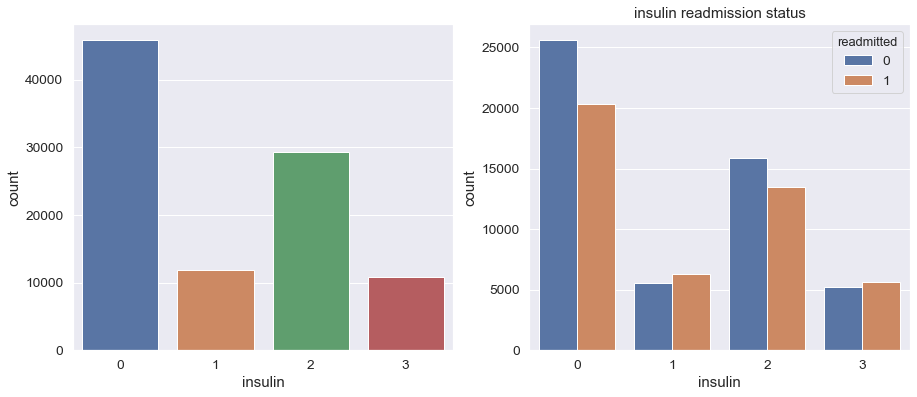 count
40000
30000
20000
10000
0
0 1 2 3
insulin
insulin readmission status
count
25000
20000
15000
10000
5000
0
0 1 2 3
insulin
readmitted
0
1